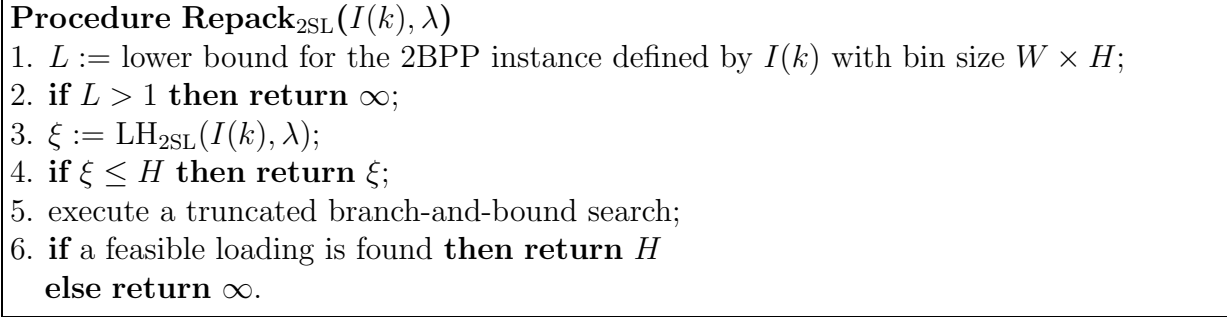 Procedure Repack₂SL(I(k), λ)
1. L := lower bound for the 2BPP instance defined by I(k) with bin size W × H;
2. if L > 1 then return ∞;
3. ξ := LH₂SL(I(k), λ);
4. if ξ ≤ H then return ξ;
5. execute a truncated branch-and-bound search;
6. if a feasible loading is found then return H
else return ∞.